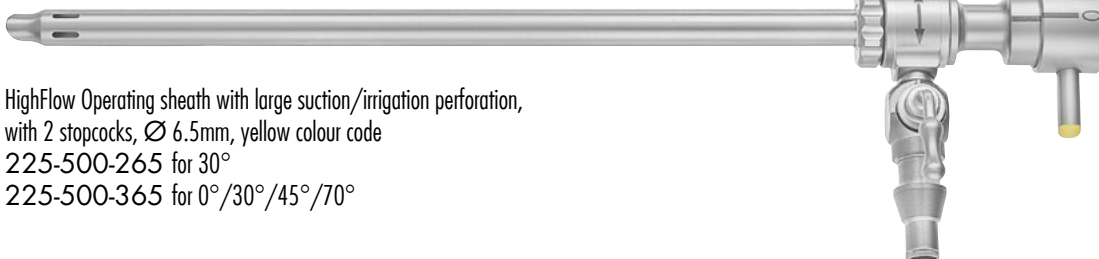 HighFlow Operating sheath with large suction/irrigation perforation,
with 2 stopcocks, Ø 6.5mm, yellow colour code
225-500-265 for 30°
225-500-365 for 0°/30°/45°/70°